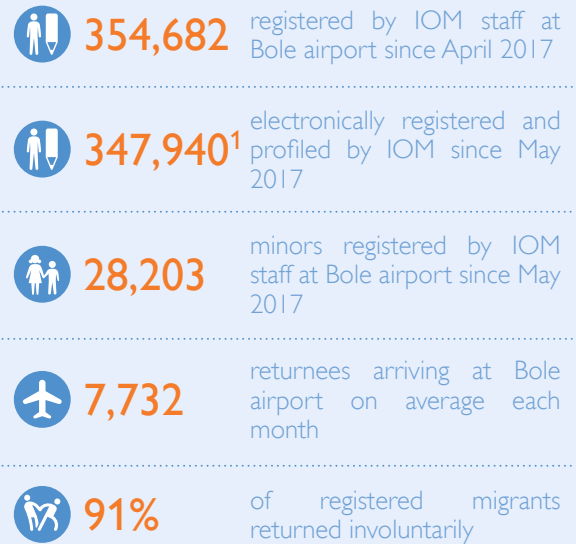 354,682
registered by IOM staff at
Bole airport since April 2017
347,940¹
electronically registered and
profiled by IOM since May
2017
28,203
minors registered by IOM
staff at Bole airport since May
2017
7,732
returnees arriving at Bole
airport on average each
month
91%
of registered migrants
returned involuntarily